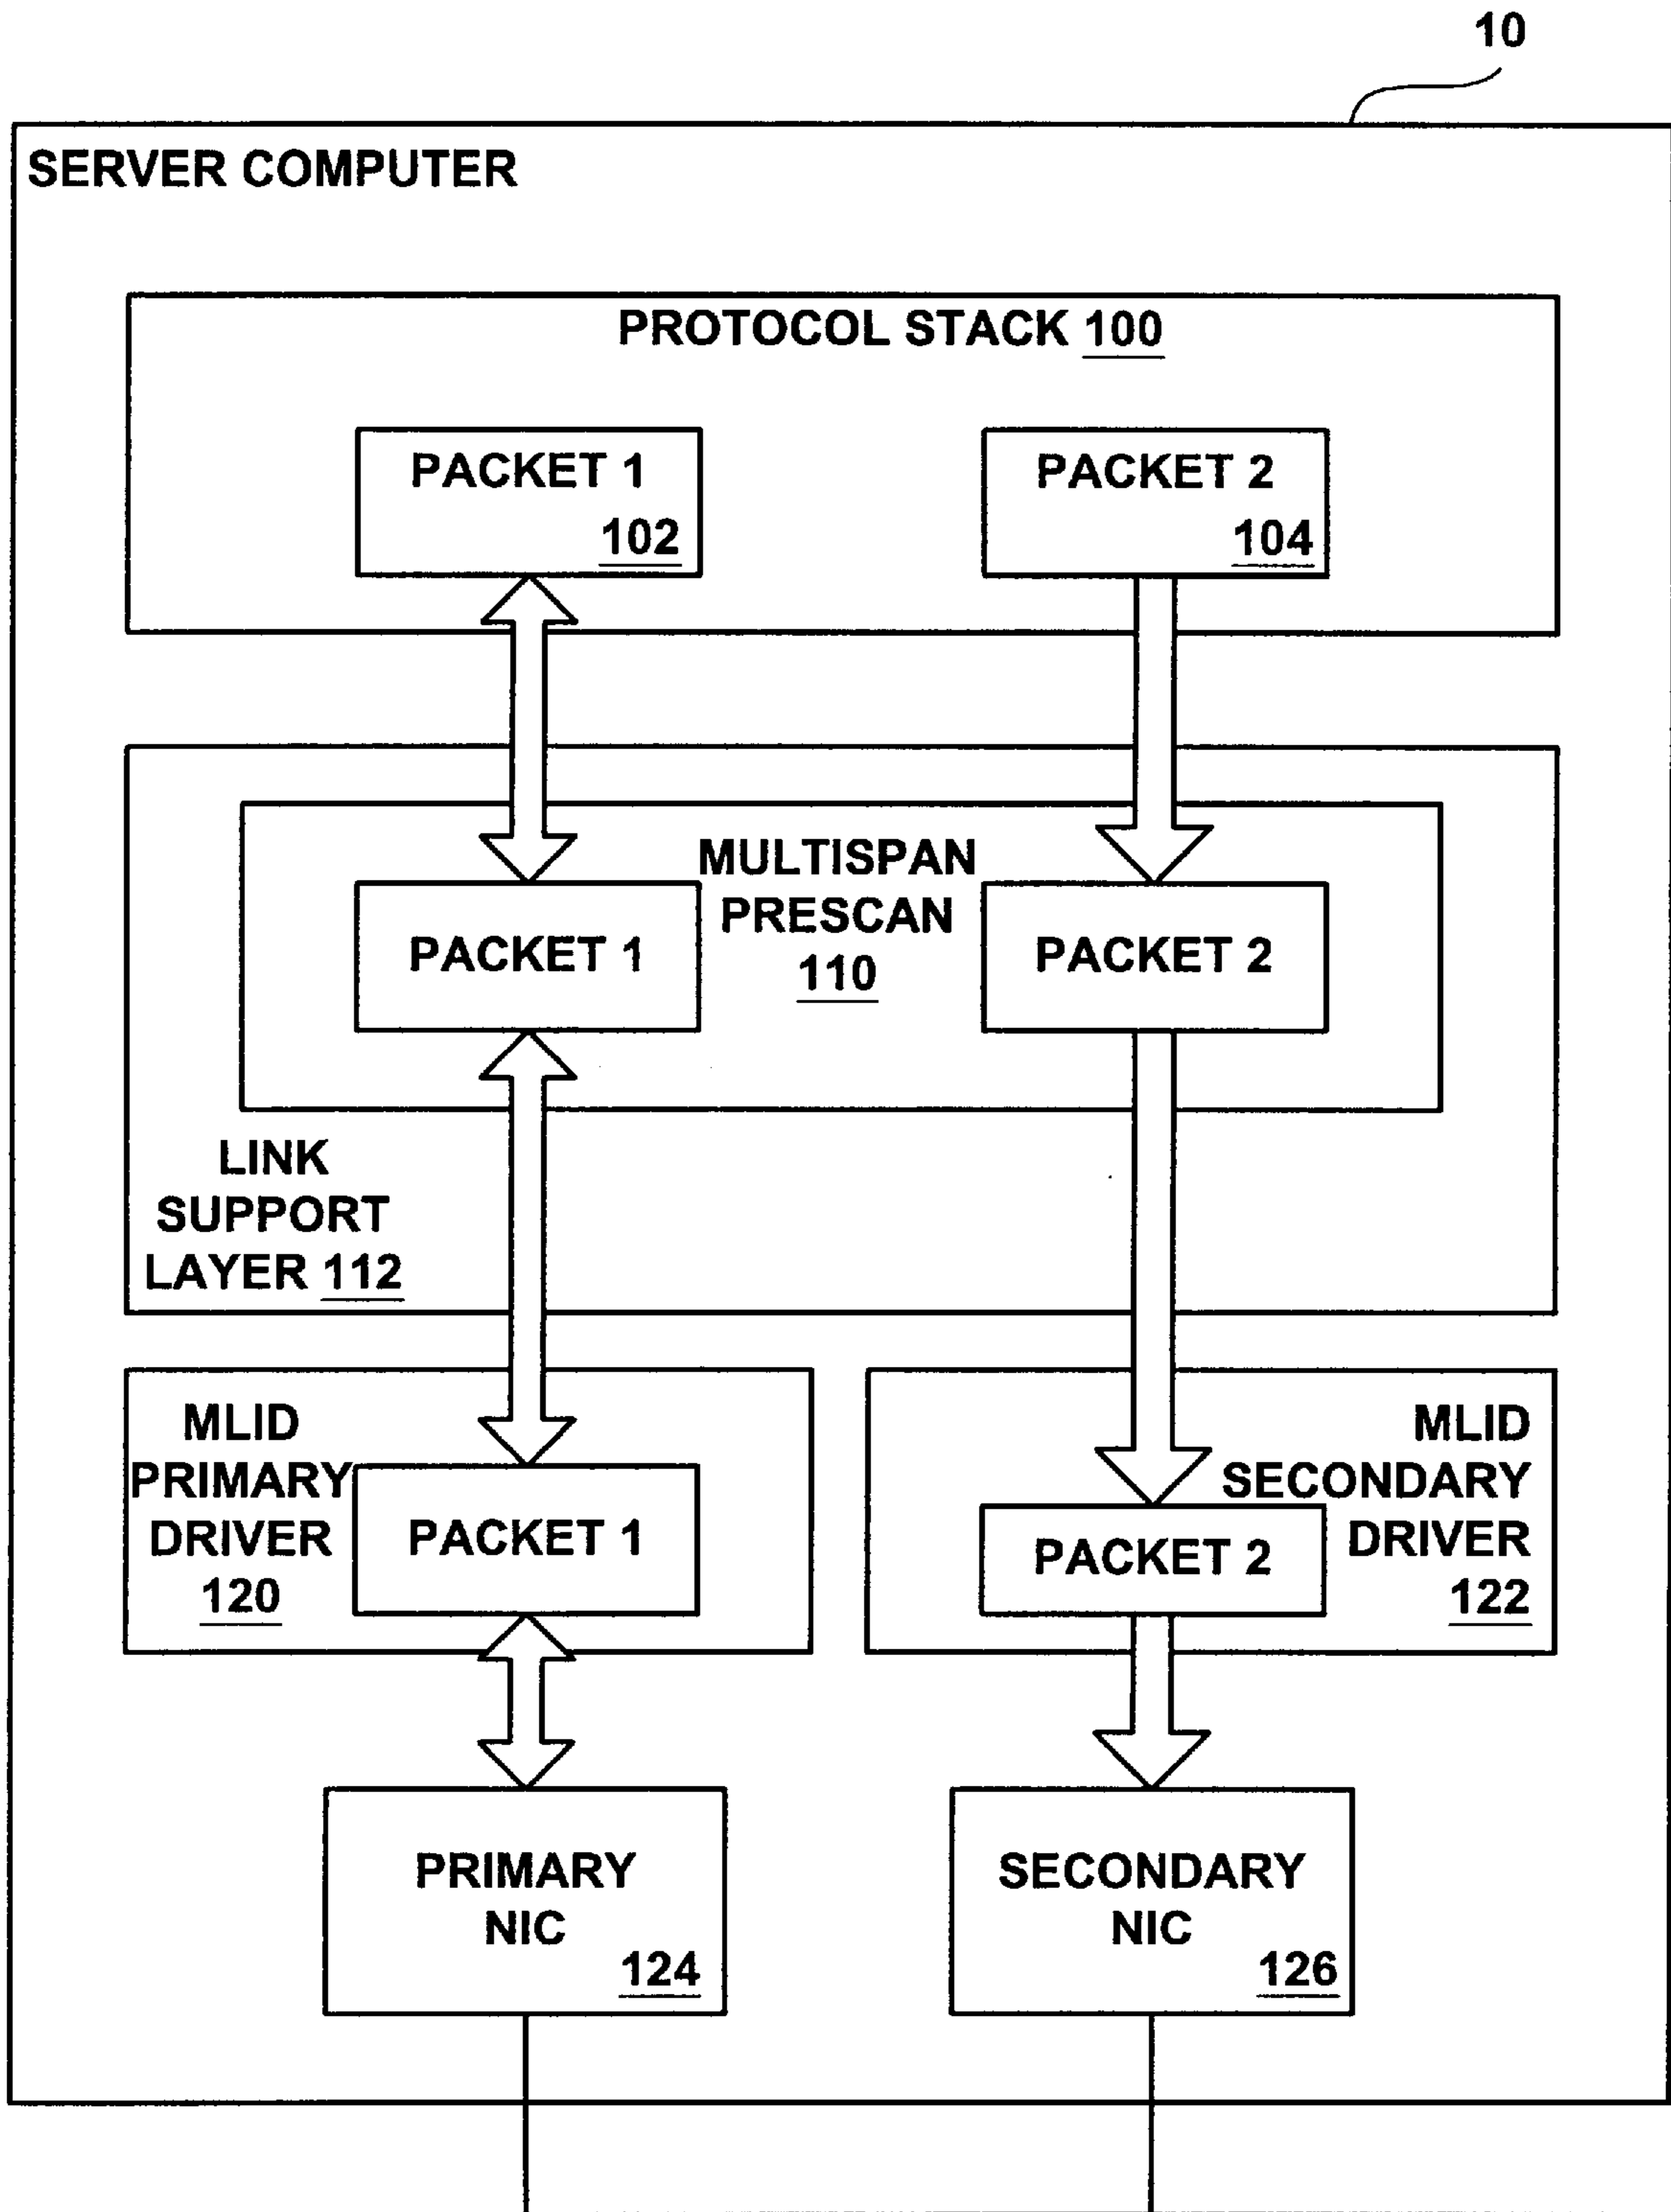 10
SERVER COMPUTER
PROTOCOL STACK 100
PACKET 1
102
PACKET 2
104
MULTISPAN
PRESCAN
110
PACKET 1
PACKET 2
LINK
SUPPORT
LAYER 112
MLID
PRIMARY
DRIVER
120
PACKET 1
MLID
SECONDARY
DRIVER
122
PACKET 2
PRIMARY
NIC
124
SECONDARY
NIC
126